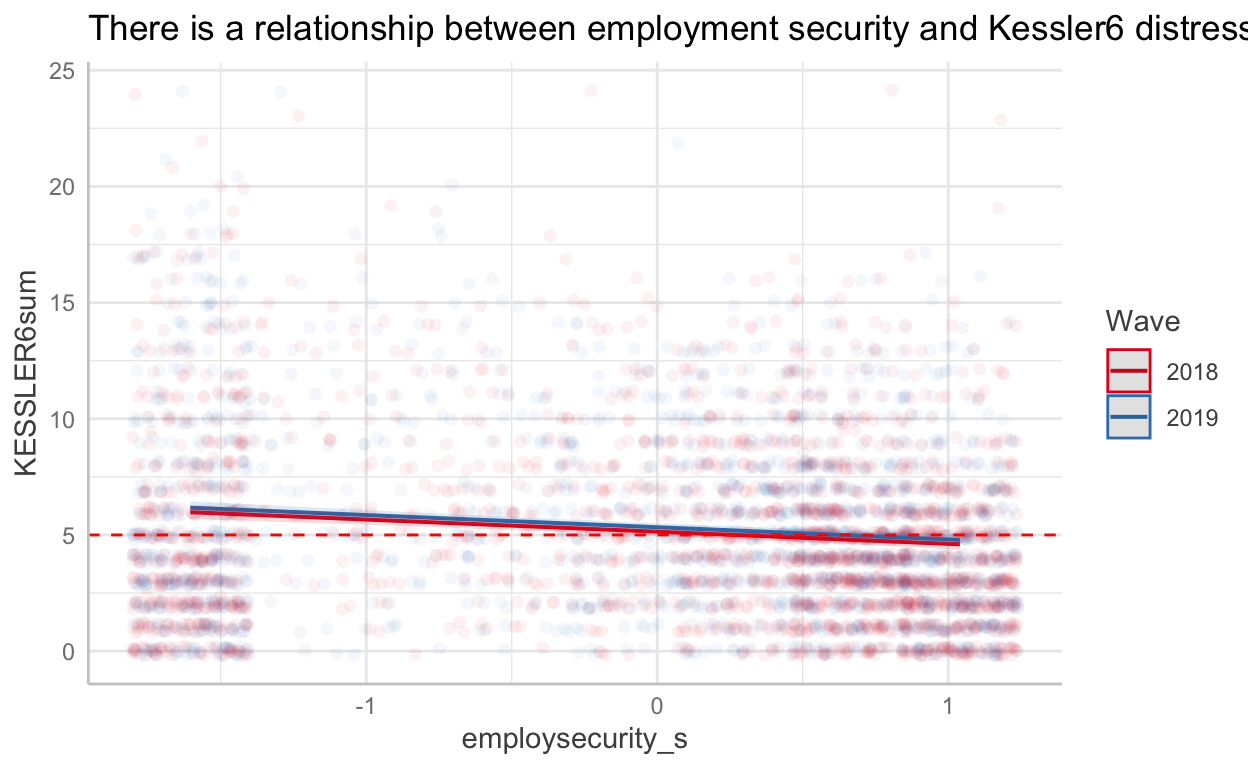 There is a relationship between employment security and Kessler6 distress
KESSLER6sum
25
20
15
10
5
0
-1
0
1
employsecurity_s
Wave
2018
2019